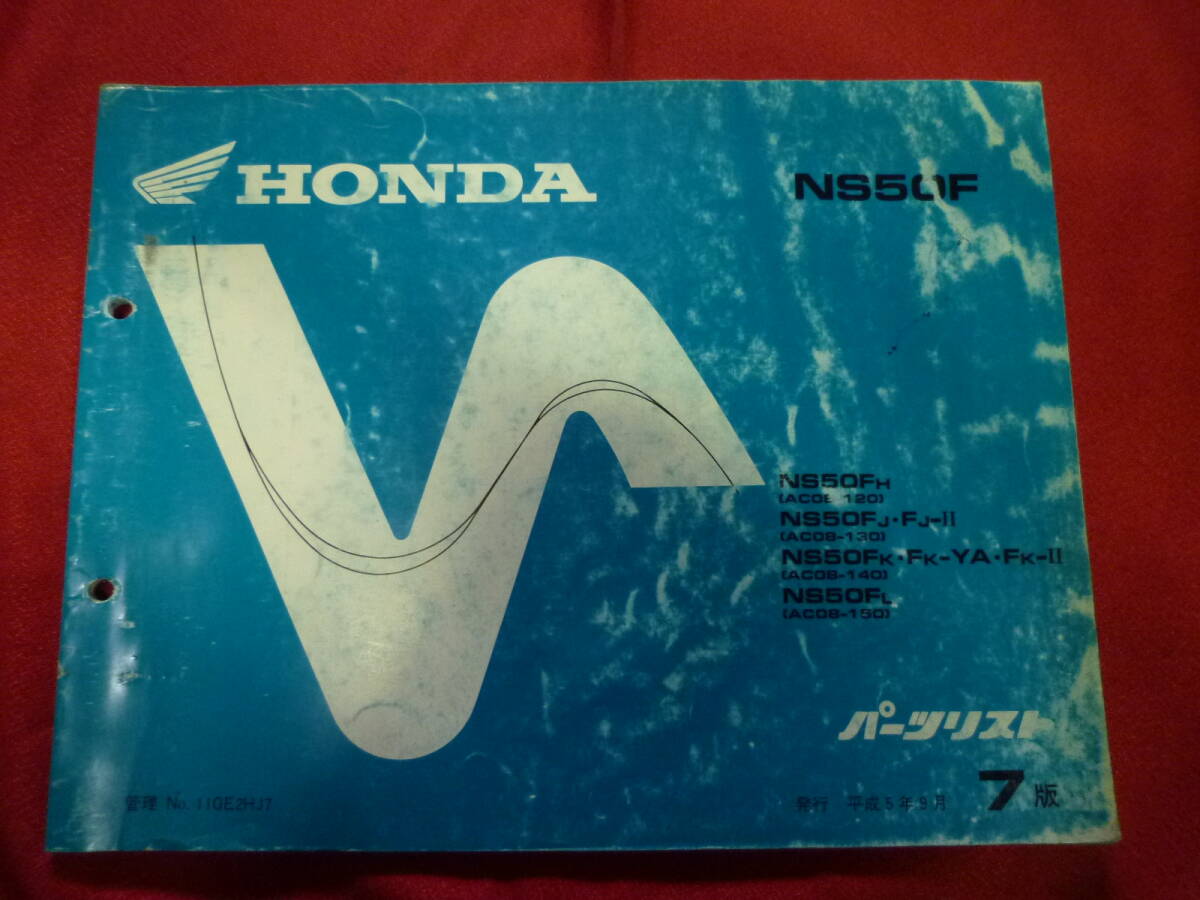 HONDA
NS50F
NS50FH
(AC08-120)
NS50FJ・FJ-II
(AC08-130)
NS50FK・FK-YA・FK-II
(AC08-140)
NS50FL
(AC08-150)
パーツリスト
管理 No. 110E2HJ7
発行 平成5年9月 7版